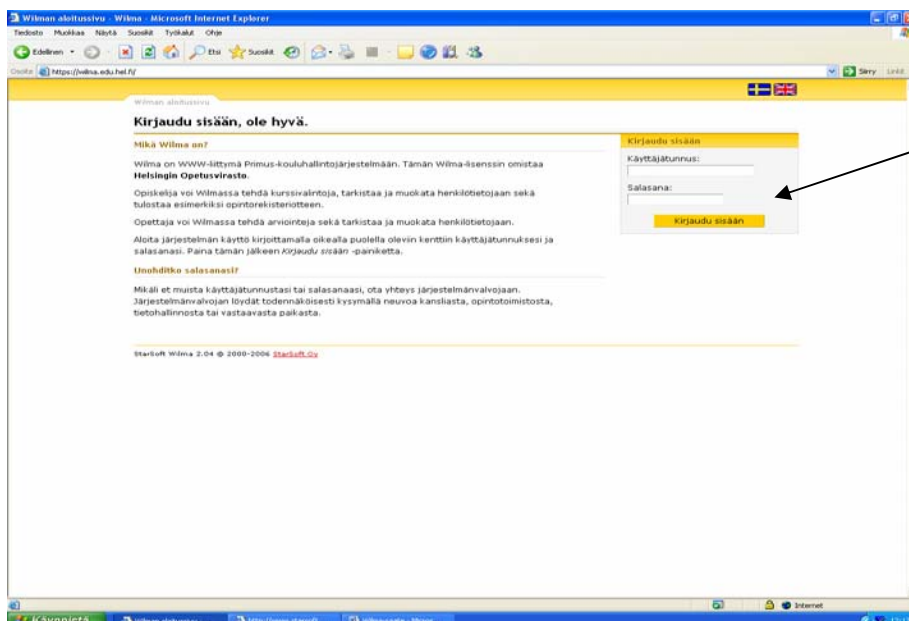 Wilman aloitussivu - Wilma - Microsoft Internet Explorer
Tiedosto Muokkaa Näytä Suosikit Työkalut Ohje
Edellinen Etsi Suosikit
Osoite https://wilma.edu.hel.fi/ Siirry Linkit
Wilman aloitussivu
Kirjaudu sisään, ole hyvä.
Mikä Wilma on?
Wilma on WWW-liittymä Primus-kouluhallintojärjestelmään. Tämän Wilma-lisenssin omistaa
Helsingin Opetusvirasto.
Opiskelija voi Wilmassa tehdä kurssivalintoja, tarkistaa ja muokata henkilötietojaan sekä
tulostaa esimerkiksi opintorekisteriotteen.
Opettaja voi Wilmassa tehdä arviointeja sekä tarkistaa ja muokata henkilötietojaan.
Aloita järjestelmän käyttö kirjoittamalla oikealla puolella oleviin kenttiin käyttäjätunnuksesi ja
salasanasi. Paina tämän jälkeen Kirjaudu sisään -painiketta.
Unohditko salasanasi?
Mikäli et muista käyttäjätunnustasi tai salasanaasi, ota yhteys järjestelmänvalvojaan.
Järjestelmänvalvojan löydät todennäköisesti kysymällä neuvoa kansliasta, opintotoimistosta,
tietohallinnosta tai vastaavasta paikasta.
StarSoft Wilma 2.04 © 2000-2006 StarSoft Oy
Kirjaudu sisään
Käyttäjätunnus:
Salasana:
Kirjaudu sisään
Internet
Käynnistä Wilman aloitussivu